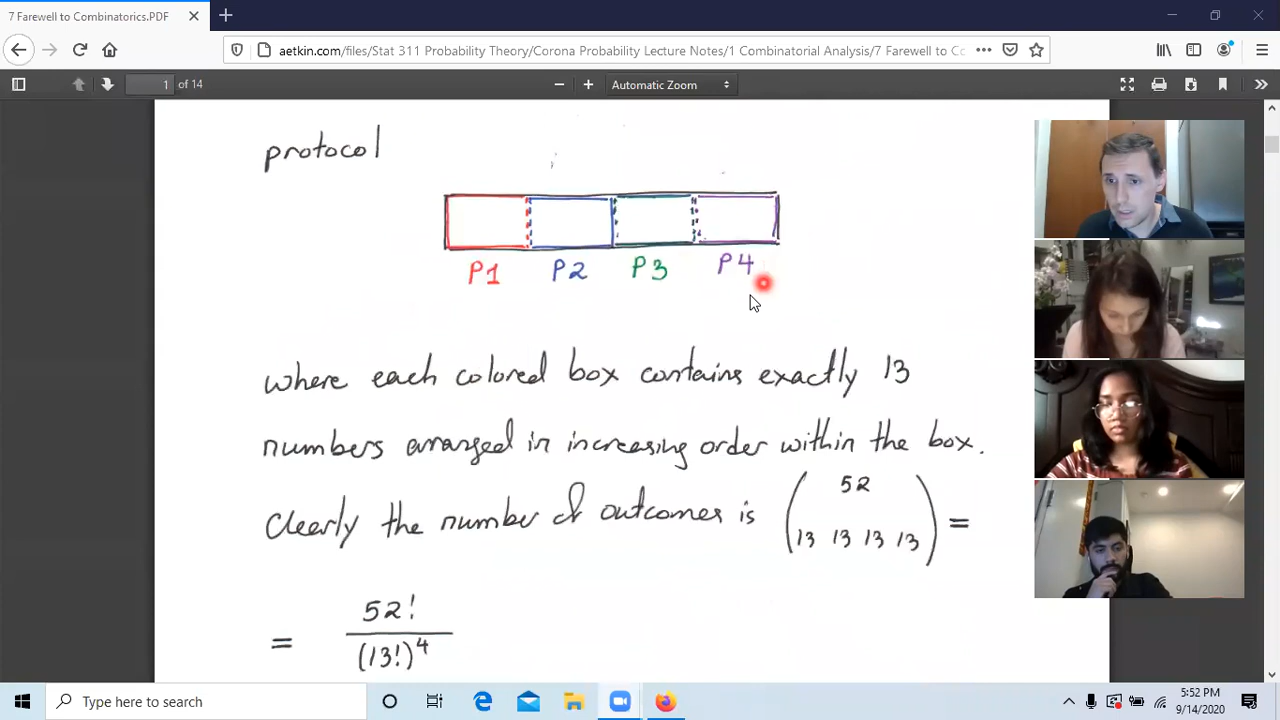 7 Farewell to Combinatorics.PDF
aetkin.com/files/Stat 311 Probability Theory/Corona Probability Lecture Notes/1 Combinatorial Analysis/7 Farewell to Co
1 of 14
Automatic Zoom
protocol
P1 P2 P3 P4
where each colored box contains exactly 13
numbers arranged in increasing order within the box.
Clearly the number of outcomes is ( 52
13 13 13 13 ) =
= 52!
(13!)^4
Type here to search
5:52 PM
9/14/2020